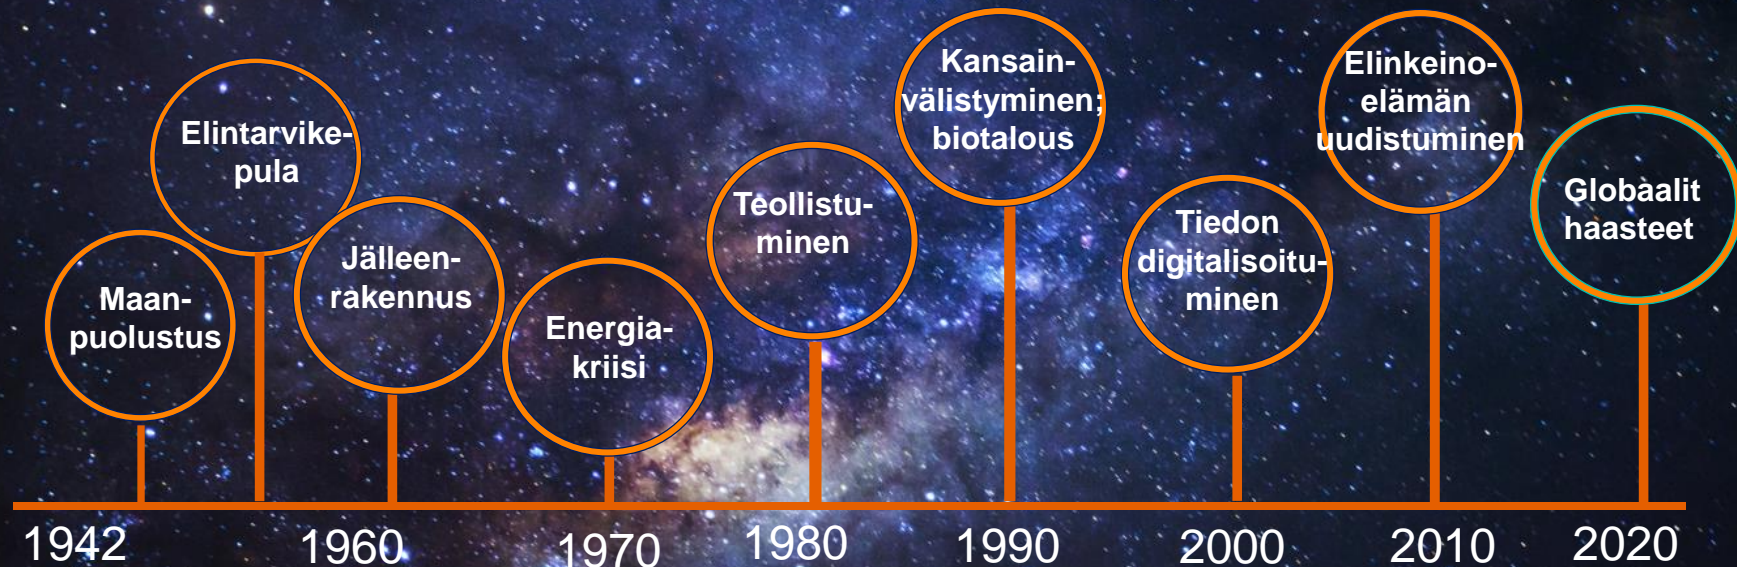 Maan-
puolustus
Elintarvike-
pula
Jälleen-
rakennus
Energia-
kriisi
Teollistu-
minen
Kansain-
välistyminen;
biotalous
Tiedon
digitalisoitu-
minen
Elinkeino-
elämän
uudistuminen
Globaalit
haasteet
1942
1960
1970
1980
1990
2000
2010
2020